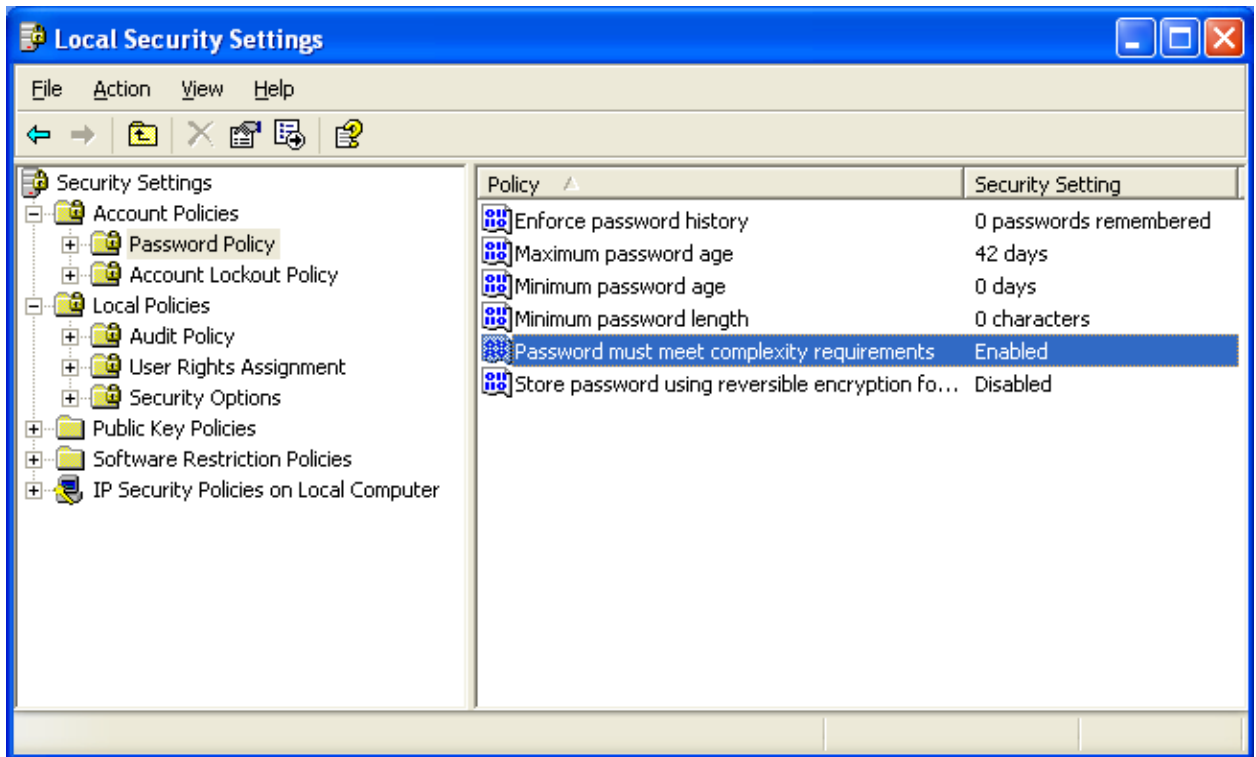 Local Security Settings
File Action View Help
Security Settings
Account Policies
Password Policy
Account Lockout Policy
Local Policies
Audit Policy
User Rights Assignment
Security Options
Public Key Policies
Software Restriction Policies
IP Security Policies on Local Computer
Policy Security Setting
Enforce password history 0 passwords remembered
Maximum password age 42 days
Minimum password age 0 days
Minimum password length 0 characters
Password must meet complexity requirements Enabled
Store password using reversible encryption fo... Disabled